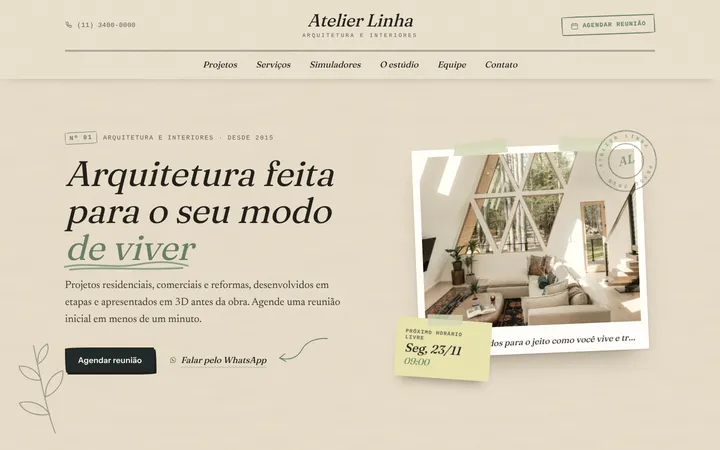 (11) 3400-0000
Atelier Linha
ARQUITETURA E INTERIORES
AGENDAR REUNIÃO
Projetos Serviços Simuladores O estúdio Equipe Contato
Nº 01 ARQUITETURA E INTERIORES · DESDE 2015
Arquitetura feita
para o seu modo
de viver
Projetos residenciais, comerciais e reformas, desenvolvidos em
etapas e apresentados em 3D antes da obra. Agende uma reunião
inicial em menos de um minuto.
Agendar reunião
Falar pelo WhatsApp
ATELIER LINHA
AL
PRÓXIMO HORÁRIO
LIVRE
Seg, 23/11
09:00
para o jeito como você vive e tr...